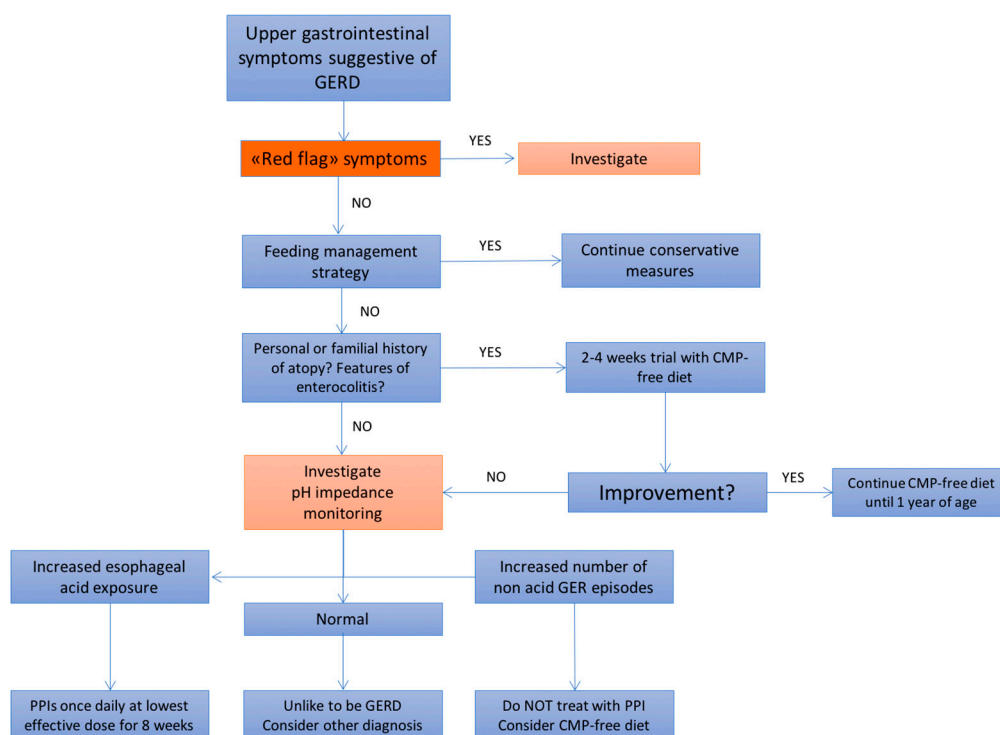 Upper gastrointestinal
symptoms suggestive of
GERD
«Red flag» symptoms
YES
Investigate
NO
Feeding management
strategy
YES
Continue conservative
measures
NO
Personal or familial history
of atopy? Features of
enterocolitis?
YES
2-4 weeks trial with CMP-
free diet
NO
Investigate
pH impedance
monitoring
NO
Improvement?
YES
Continue CMP-free diet
until 1 year of age
Increased esophageal
acid exposure
Increased number of
non acid GER episodes
Normal
PPIs once daily at lowest
effective dose for 8 weeks
Unlike to be GERD
Consider other diagnosis
Do NOT treat with PPI
Consider CMP-free diet